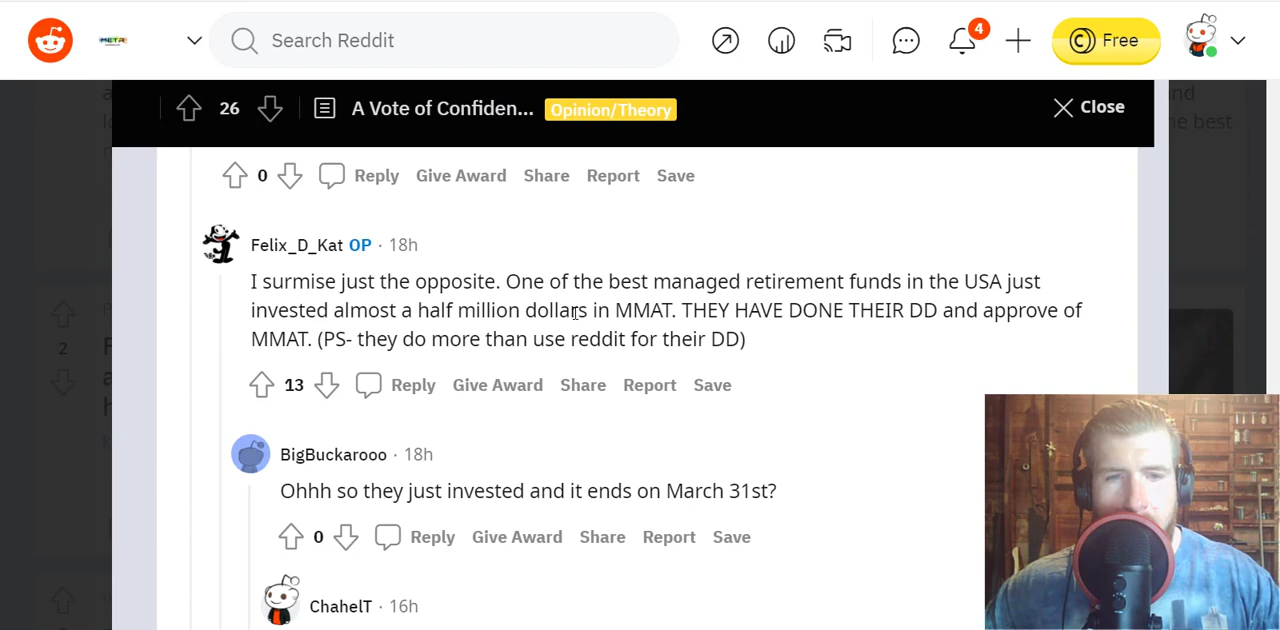 META
Search Reddit
4
Free
26
A Vote of Confiden...
Opinion/Theory
Close
0
Reply
Give Award
Share
Report
Save
Felix_D_Kat OP · 18h
I surmise just the opposite. One of the best managed retirement funds in the USA just
invested almost a half million dollars in MMAT. THEY HAVE DONE THEIR DD and approve of
MMAT. (PS- they do more than use reddit for their DD)
13
Reply
Give Award
Share
Report
Save
2
BigBuckarooo · 18h
Ohhh so they just invested and it ends on March 31st?
0
Reply
Give Award
Share
Report
Save
ChahelT · 16h